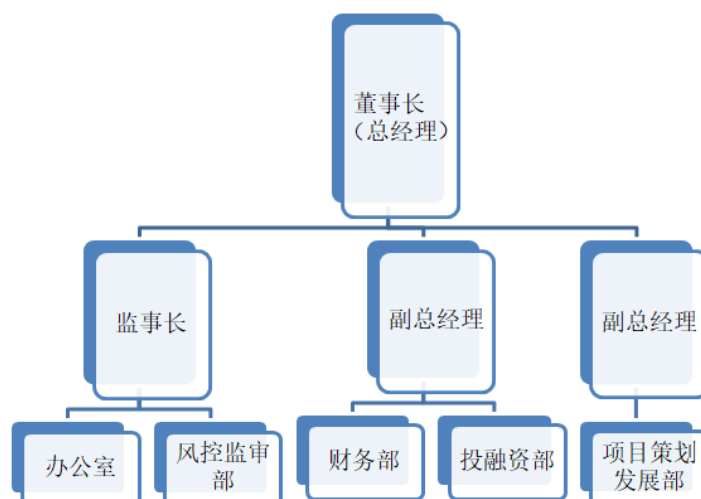 董事长
（总经理）
监事长
副总经理
副总经理
办公室
风控监审
部
财务部
投融资部
项目策划
发展部